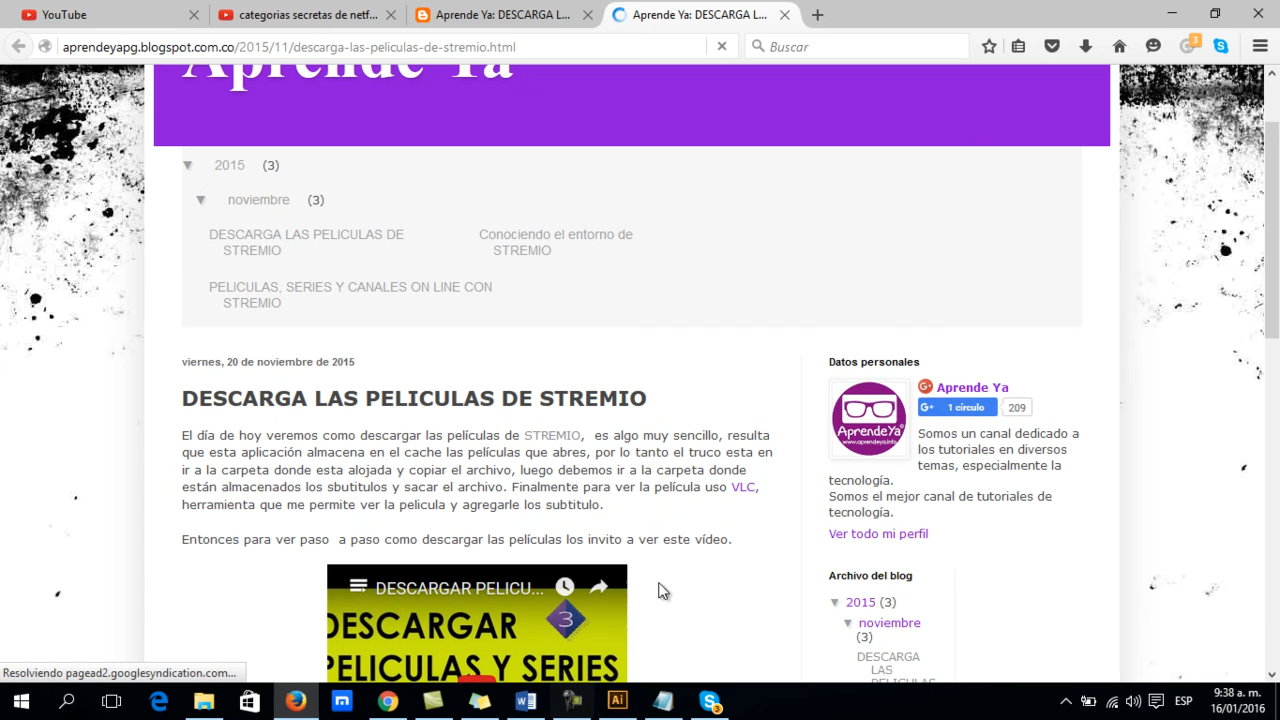 YouTube
categorias secretas de netf...
Aprende Ya: DESCARGA L...
Aprende Ya: DESCARGA L...
aprendeyapg.blogspot.com.co/2015/11/descarga-las-peliculas-de-stremio.html
Buscar
3
Aprende Ya
2015 (3)
noviembre (3)
DESCARGA LAS PELICULAS DE
STREMIO
Conociendo el entorno de
STREMIO
PELICULAS, SERIES Y CANALES ON LINE CON
STREMIO
viernes, 20 de noviembre de 2015
DESCARGA LAS PELICULAS DE STREMIO
El día de hoy veremos como descargar las películas de STREMIO, es algo muy sencillo, resulta
que esta aplicación almacena en el cache las películas que abres, por lo tanto el truco esta en
ir a la carpeta donde esta alojada y copiar el archivo, luego debemos ir a la carpeta donde
están almacenados los sbutitulos y sacar el archivo. Finalmente para ver la película uso VLC,
herramienta que me permite ver la pelicula y agregarle los subtitulo.
Entonces para ver paso a paso como descargar las películas los invito a ver este vídeo.
DESCARGAR PELICU...
DESCARGAR
3
PELICULAS Y SERIES
Datos personales
AprendeYa
www.aprendeya.info
Aprende Ya
G+ 1 círculo 209
Somos un canal dedicado a
los tutoriales en diversos
temas, especialmente la
tecnología.
Somos el mejor canal de tutoriales de
tecnología.
Ver todo mi perfil
Archivo del blog
2015 (3)
noviembre
(3)
DESCARGA
LAS
PELICULAS
Resolviendo pagead2.googlesyndication.com...
Ai
3
ESP
9:38 a. m.
16/01/2016